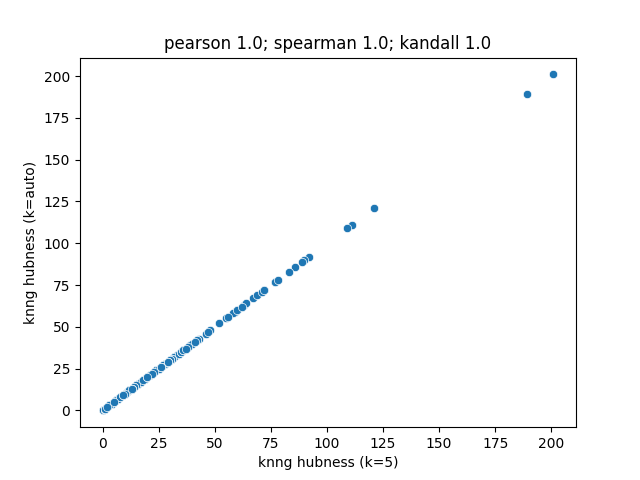 pearson 1.0; spearman 1.0; kandall 1.0
200
175
150
125
100
75
50
25
0
knng hubness (k=auto)
0 25 50 75 100 125 150 175 200
knng hubness (k=5)